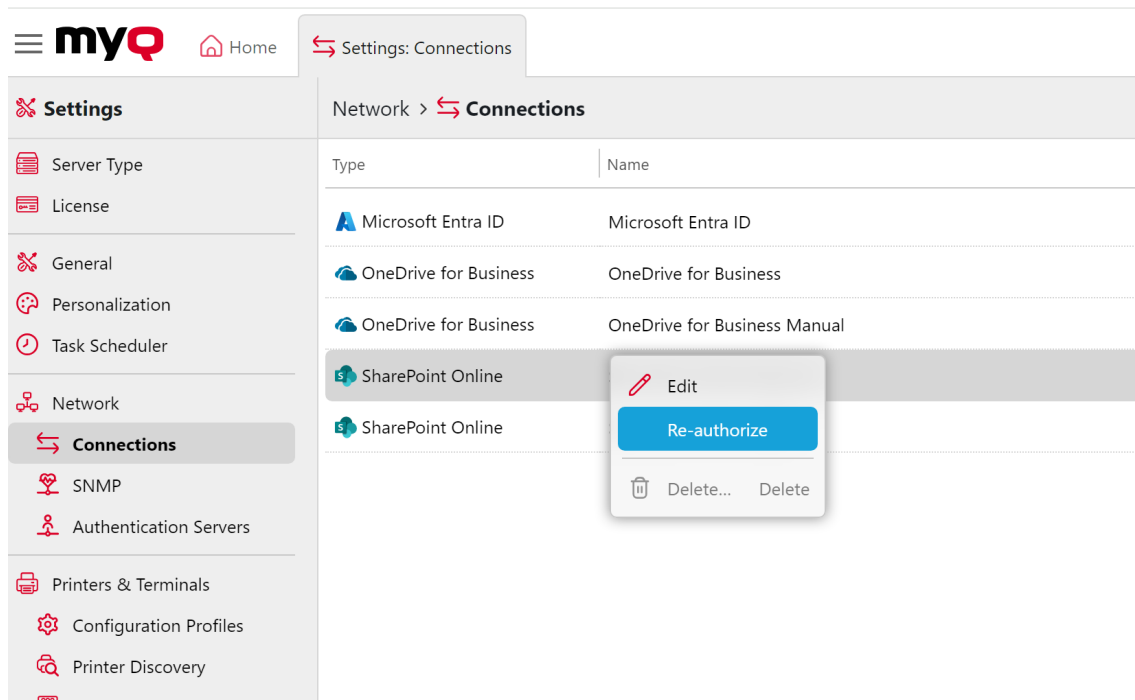 myQ
Home
Settings: Connections
Settings
Network > Connections
Server Type
License
General
Personalization
Task Scheduler
Network
Connections
SNMP
Authentication Servers
Printers & Terminals
Configuration Profiles
Printer Discovery
Type Name
Microsoft Entra ID Microsoft Entra ID
OneDrive for Business OneDrive for Business
OneDrive for Business OneDrive for Business Manual
SharePoint Online
SharePoint Online
Edit
Re-authorize
Delete... Delete